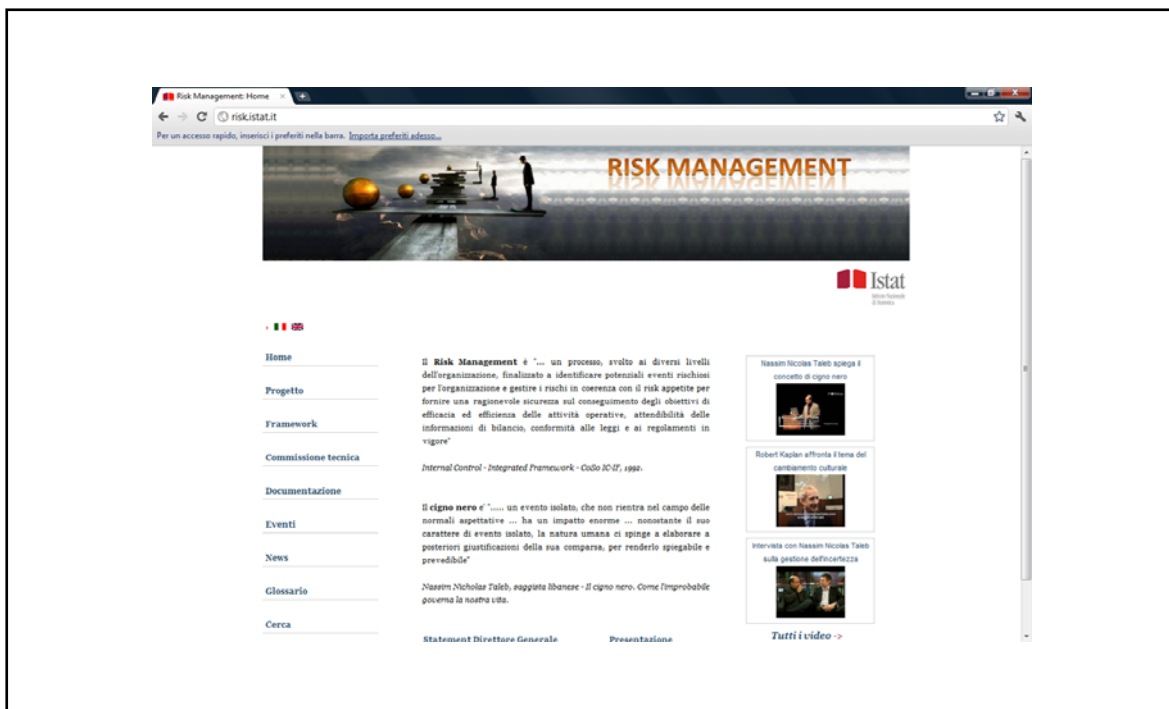 Risk Management: Home
risk.istat.it
Per un accesso rapido, inserisci i preferiti nella barra. Importa preferiti adesso...
RISK MANAGEMENT
Istat
Istituto Nazionale
di Statistica
Home
Progetto
Framework
Commissione tecnica
Documentazione
Eventi
News
Glossario
Cerca
Il Risk Management è "... un processo, svolto ai diversi livelli
dell'organizzazione, finalizzato a identificare potenziali eventi rischiosi
per l'organizzazione e gestire i rischi in coerenza con il risk appetite per
fornire una ragionevole sicurezza sul conseguimento degli obiettivi di
efficacia ed efficienza delle attività operative, attendibilità delle
informazioni di bilancio, conformità alle leggi e ai regolamenti in
vigore"
Internal Control - Integrated Framework - CoSo IC-IF, 1992.
Il cigno nero e' "..... un evento isolato, che non rientra nel campo delle
normali aspettative ... ha un impatto enorme ... nonostante il suo
carattere di evento isolato, la natura umana ci spinge a elaborare a
posteriori giustificazioni della sua comparsa, per renderlo spiegabile e
prevedibile"
Nassim Nicholas Taleb, saggista libanese - Il cigno nero. Come l'improbabile
governa la nostra vita.
Statement Direttore Generale
Presentazione
Nassim Nicolas Taleb spiega il
concetto di cigno nero
Robert Kaplan affronta il tema del
cambiamento culturale
Intervista con Nassim Nicolas Taleb
sulla gestione dell'incertezza
Tutti i video ->